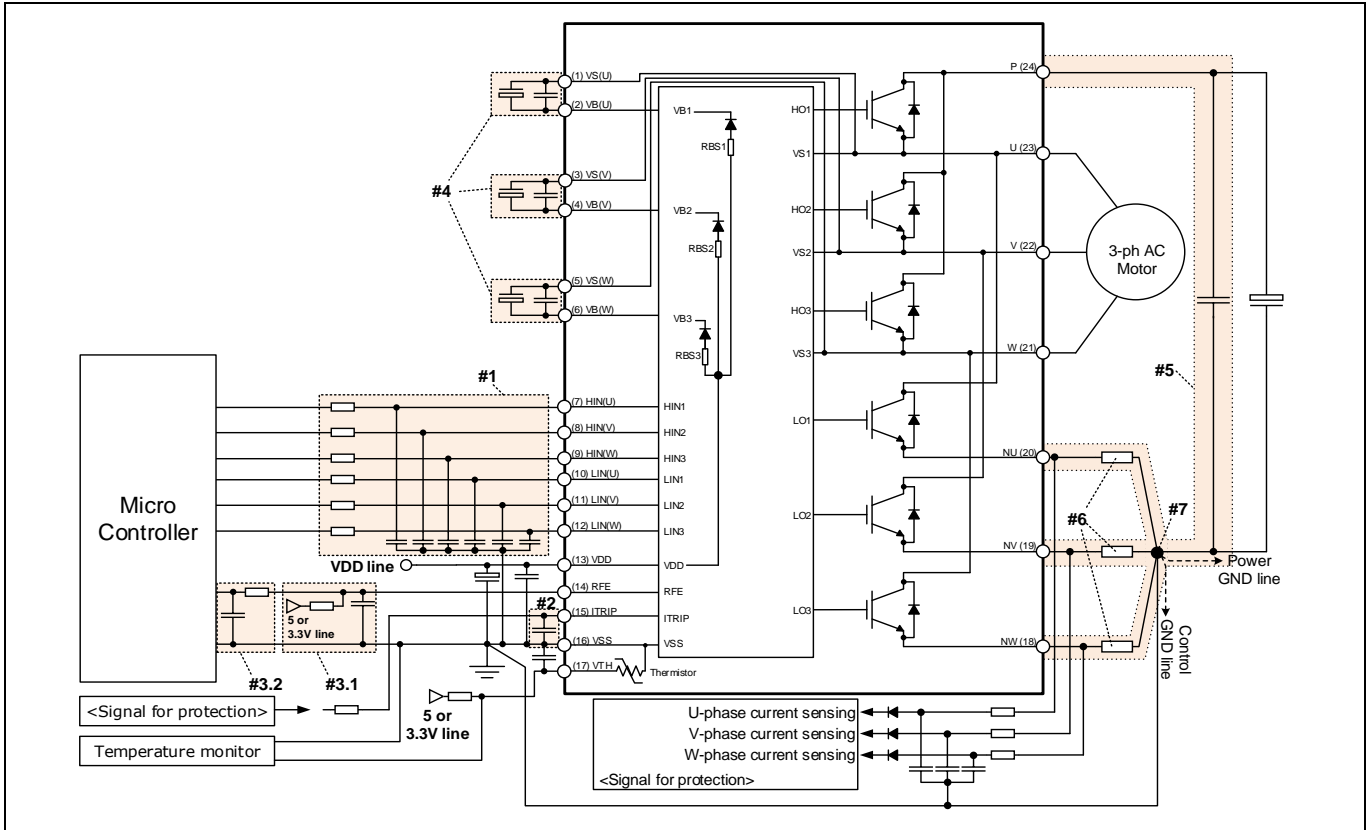 (1) VS(U)
(2) VB(U)
(3) VS(V)
(4) VB(V)
(5) VS(W)
(6) VB(W)
#4
VB1
RBS1
VB2
RBS2
VB3
RBS3
HO1
VS1
HO2
VS2
HO3
VS3
LO1
LO2
LO3
P (24)
U (23)
V (22)
W (21)
3-ph AC
Motor
#5
NU (20)
NV (19)
NW (18)
#6
#7
Power
GND line
Control
GND line
Micro
Controller
#1
(7) HIN(U)
(8) HIN(V)
(9) HIN(W)
(10) LIN(U)
(11) LIN(V)
(12) LIN(W)
(13) VDD
(14) RFE
(15) ITRIP
(16) VSS
(17) VTH
HIN1
HIN2
HIN3
LIN1
LIN2
LIN3
VDD
RFE
ITRIP
VSS
Thermistor
VDD line
#2
5 or
3.3V line
#3.2
#3.1
<Signal for protection>
Temperature monitor
5 or
3.3V line
U-phase current sensing
V-phase current sensing
W-phase current sensing
<Signal for protection>